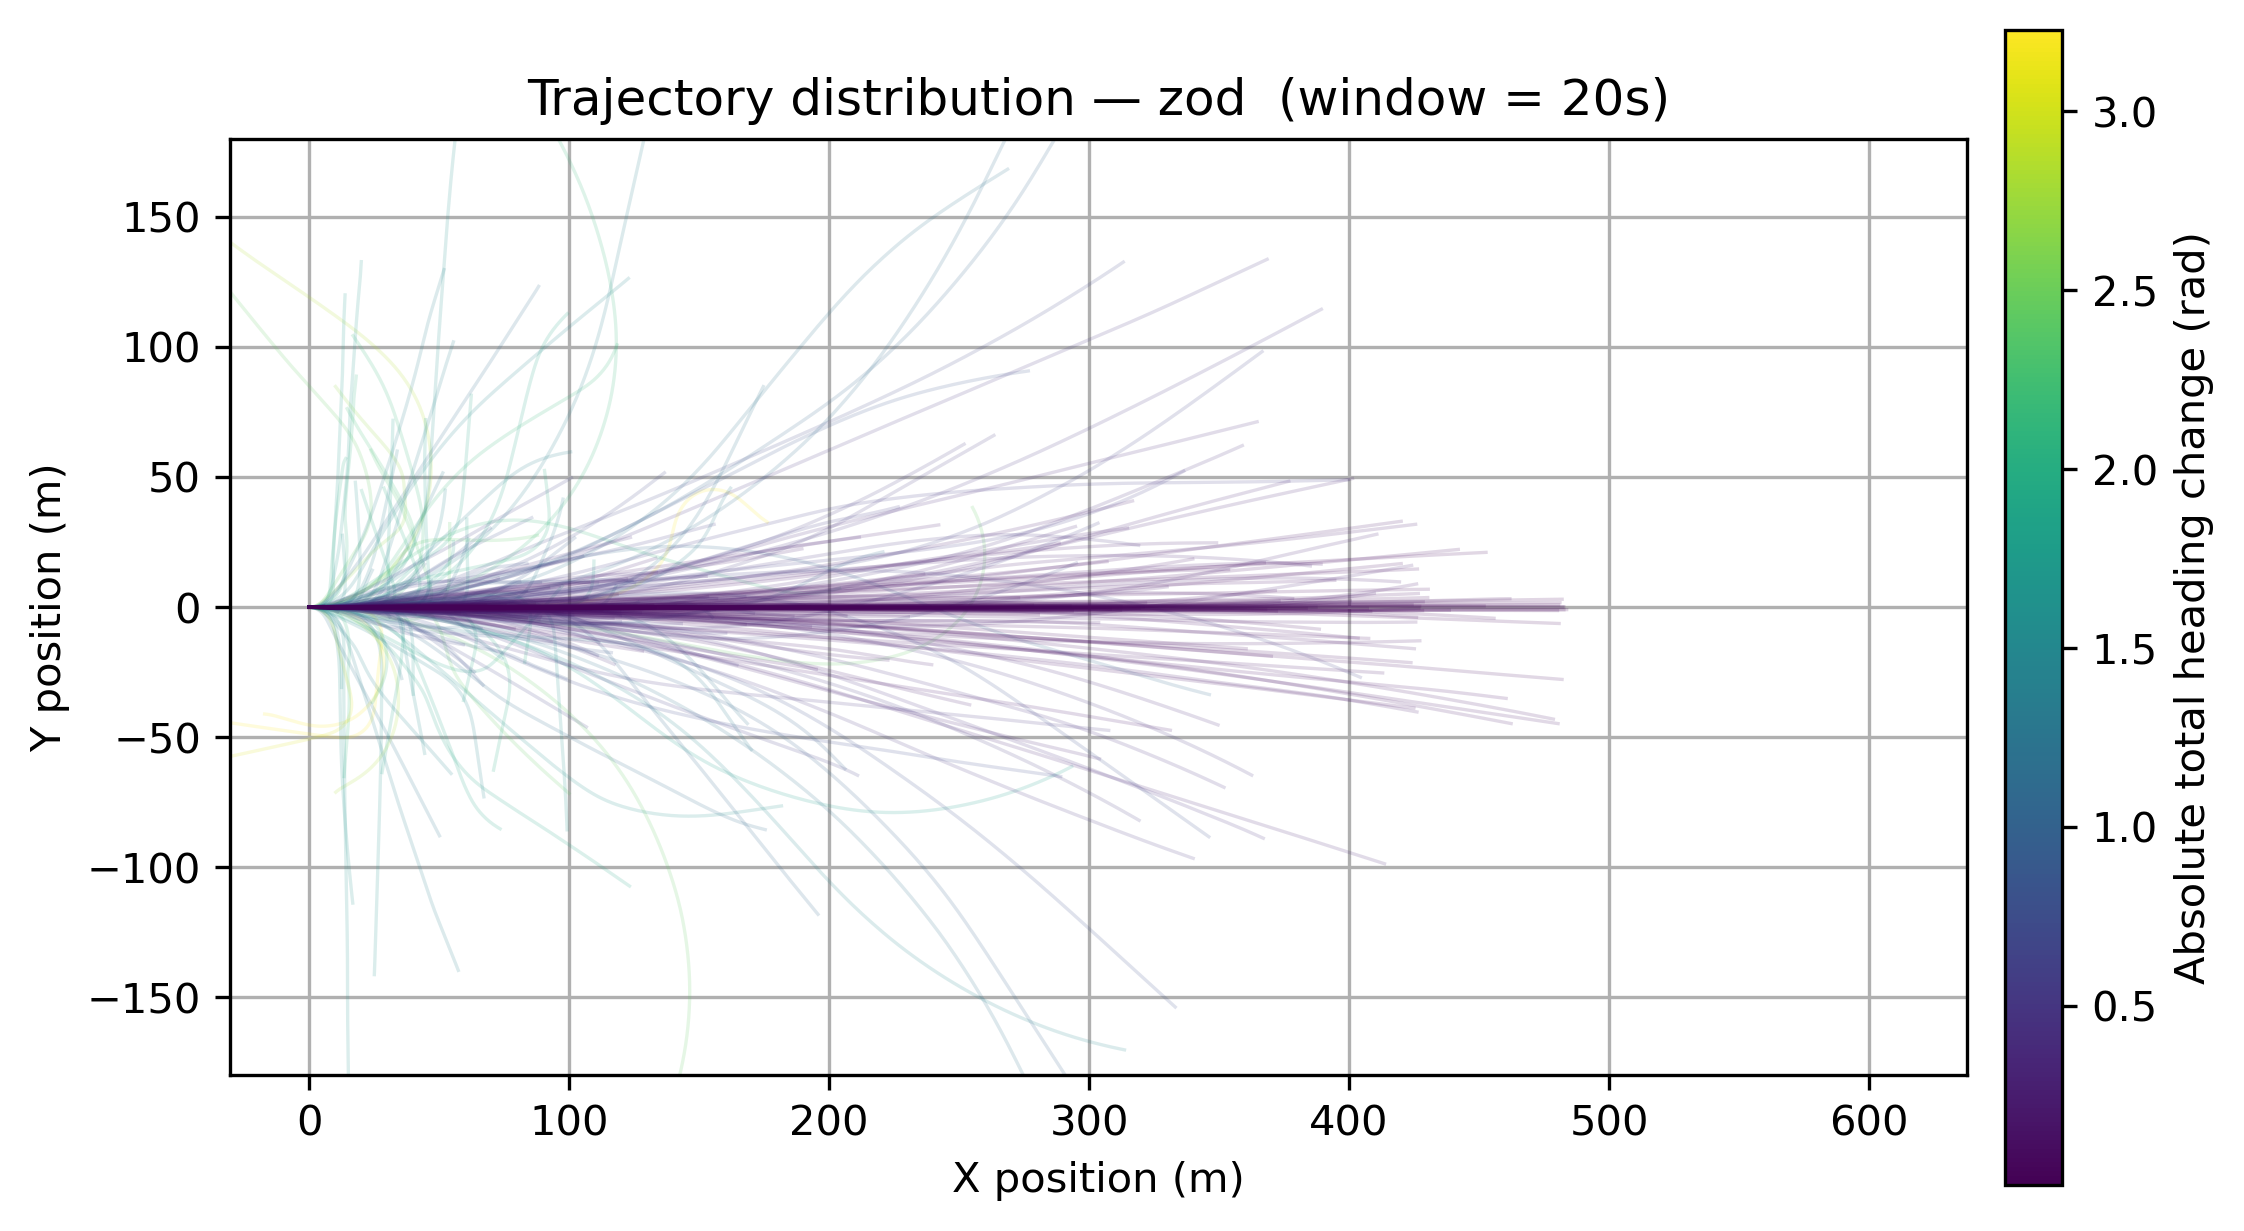 Trajectory distribution — zod  (window = 20s)
Y position (m)
150
100
50
0
−50
−100
−150
0 100 200 300 400 500 600
X position (m)
3.0
2.5
2.0
1.5
1.0
0.5
Absolute total heading change (rad)